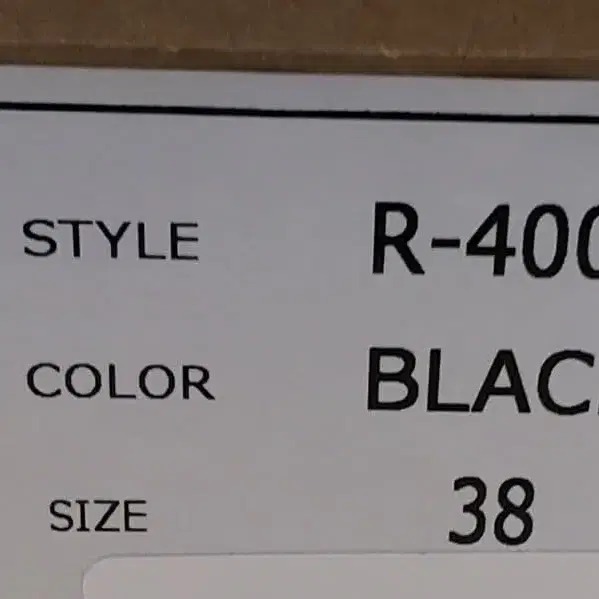 STYLE R-400
COLOR BLAC
SIZE 38